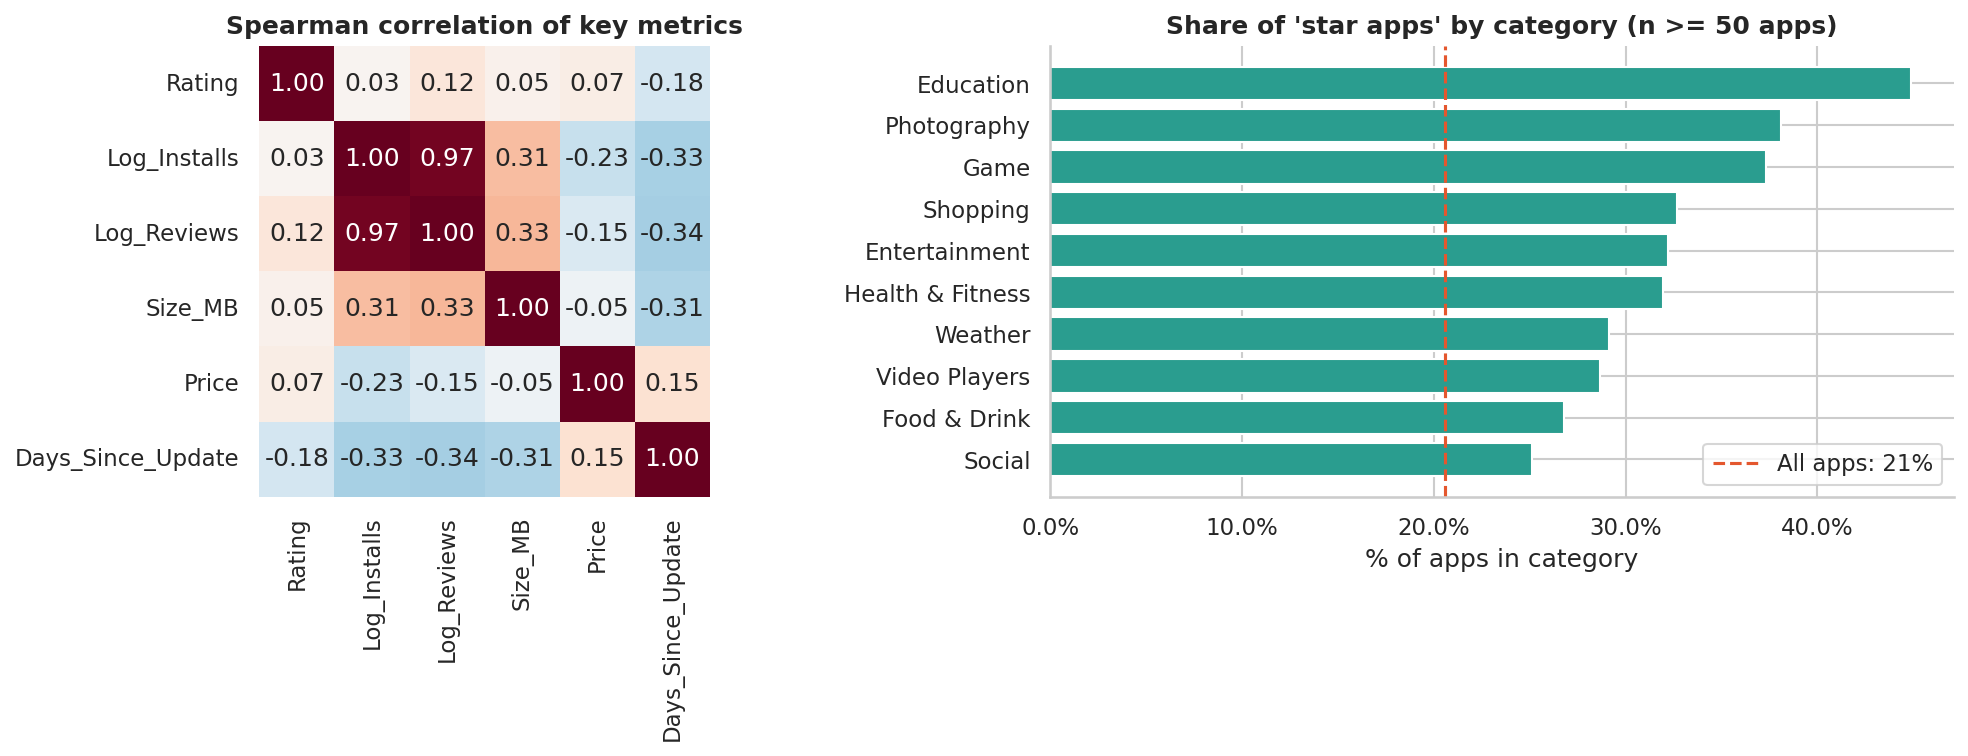 Spearman correlation of key metrics
Rating 1.00 0.03 0.12 0.05 0.07 -0.18
Log_Installs 0.03 1.00 0.97 0.31 -0.23 -0.33
Log_Reviews 0.12 0.97 1.00 0.33 -0.15 -0.34
Size_MB 0.05 0.31 0.33 1.00 -0.05 -0.31
Price 0.07 -0.23 -0.15 -0.05 1.00 0.15
Days_Since_Update -0.18 -0.33 -0.34 -0.31 0.15 1.00
Rating
Log_Installs
Log_Reviews
Size_MB
Price
Days_Since_Update
Share of 'star apps' by category (n >= 50 apps)
Education
Photography
Game
Shopping
Entertainment
Health & Fitness
Weather
Video Players
Food & Drink
Social
All apps: 21%
0.0% 10.0% 20.0% 30.0% 40.0%
% of apps in category